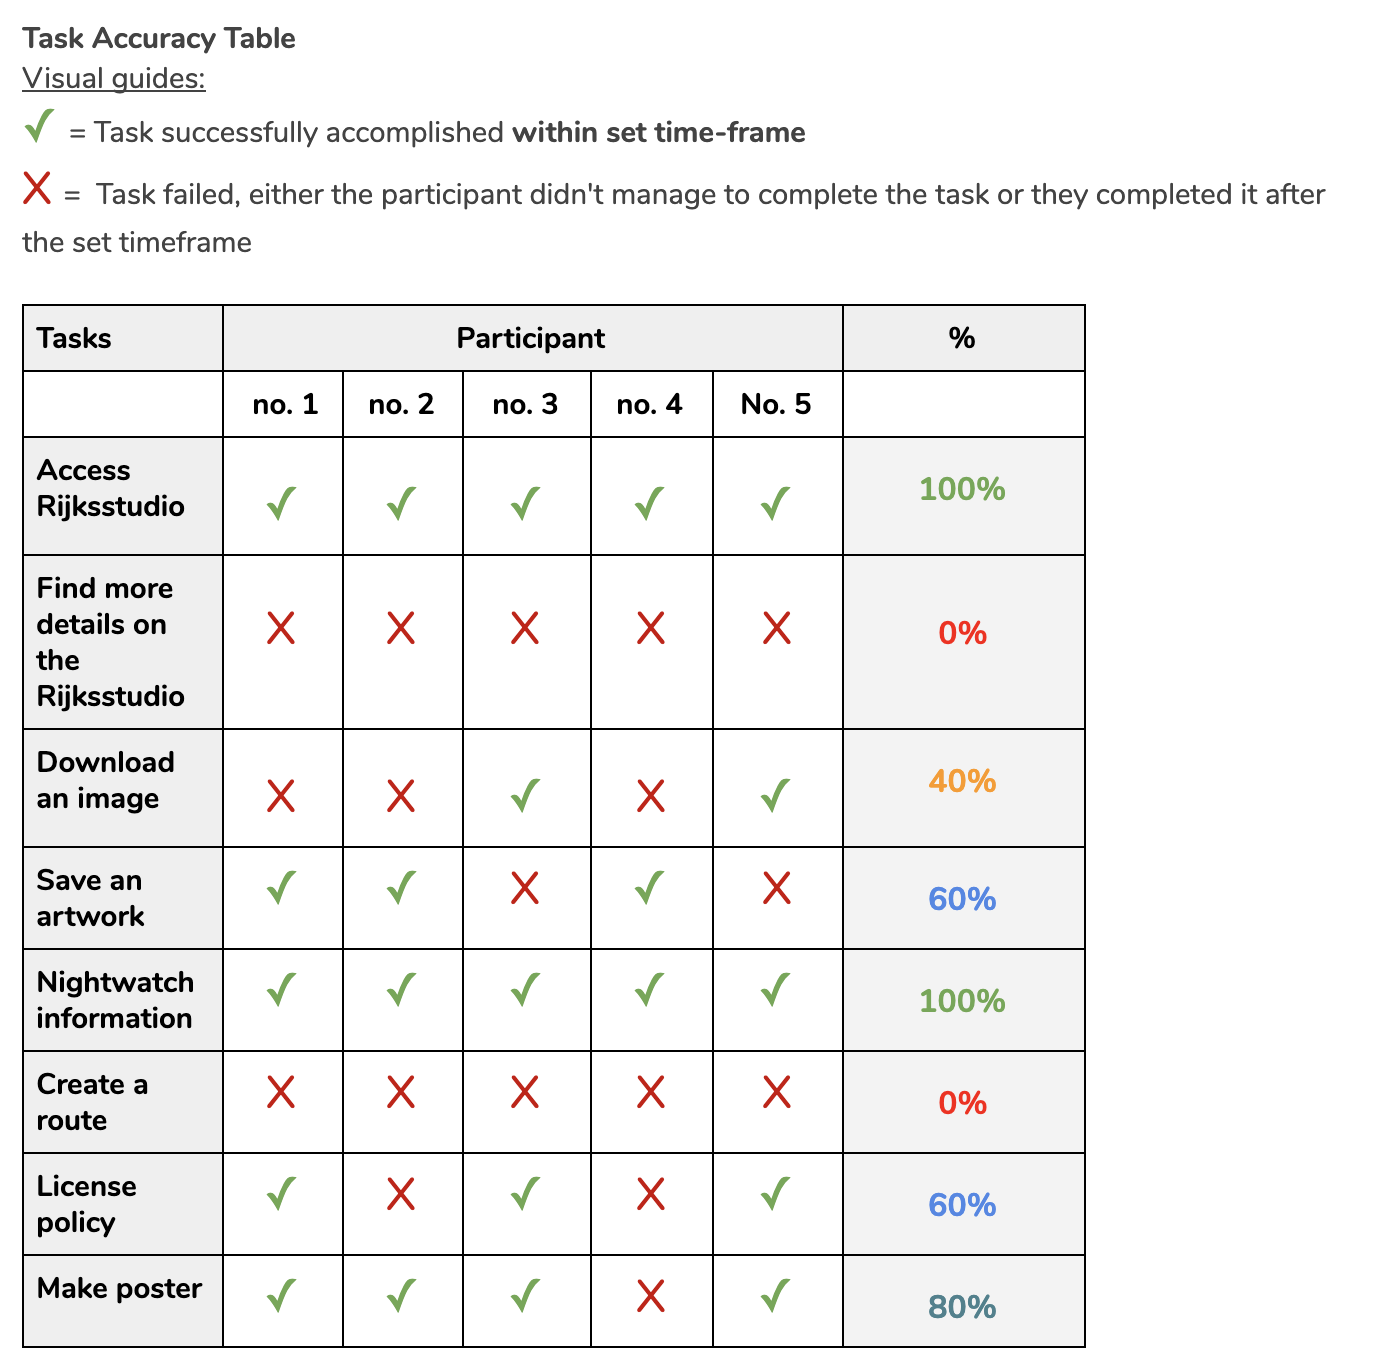 Task Accuracy Table
Visual guides:
✓ = Task successfully accomplished within set time-frame
X = Task failed, either the participant didn't manage to complete the task or they completed it after
the set timeframe
Tasks Participant %
no. 1 no. 2 no. 3 no. 4 No. 5
Access
Rijksstudio
✓ ✓ ✓ ✓ ✓ 100%
Find more
details on
the
Rijksstudio
X X X X X 0%
Download
an image
X X ✓ X ✓ 40%
Save an
artwork
✓ ✓ X ✓ X 60%
Nightwatch
information
✓ ✓ ✓ ✓ ✓ 100%
Create a
route
X X X X X 0%
License
policy
✓ X ✓ X ✓ 60%
Make poster ✓ ✓ ✓ X ✓ 80%